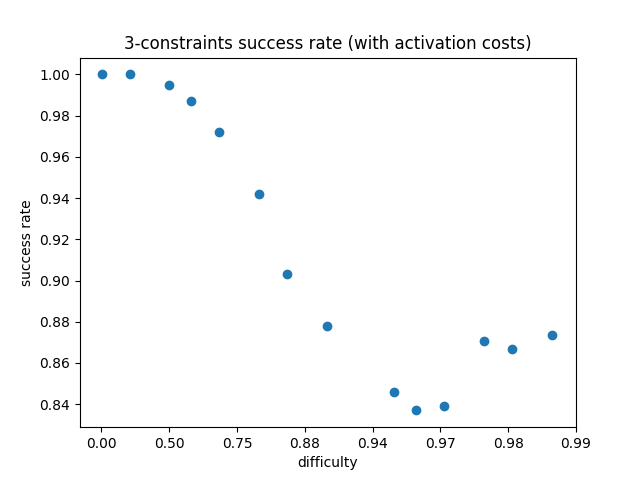 3-constraints success rate (with activation costs)
1.00
0.98
0.96
0.94
0.92
0.90
0.88
0.86
0.84
success rate
0.00 0.50 0.75 0.88 0.94 0.97 0.98 0.99
difficulty